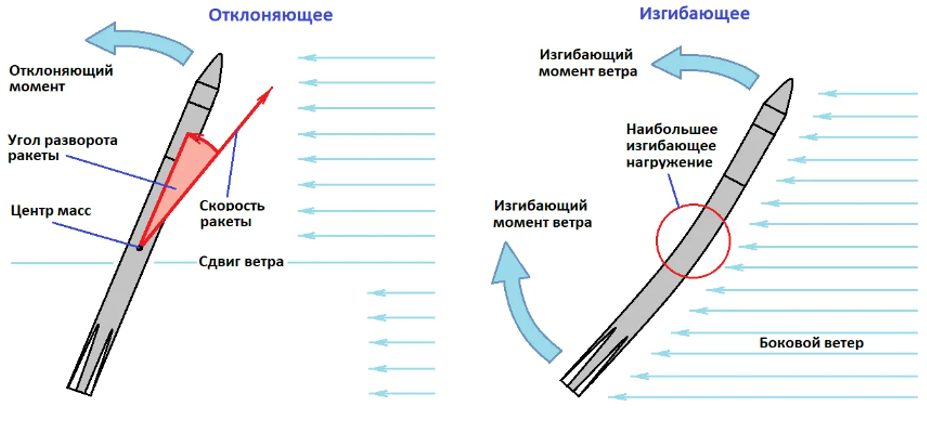 Отклоняющее
Отклоняющий
момент
Угол разворота
ракеты
Центр масс
Скорость
ракеты
Сдвиг ветра
Изгибающее
Изгибающий
момент ветра
Наибольшее
изгибающее
нагружение
Изгибающий
момент ветра
Боковой ветер